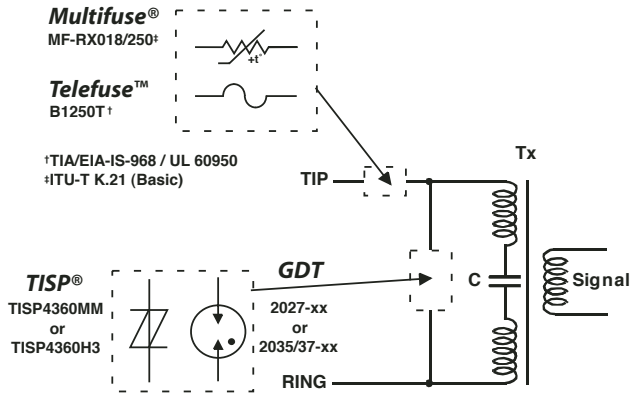 Multifuse®
MF-RX018/250‡
+t°
Telefuse™
B1250T†
†TIA/EIA-IS-968 / UL 60950
‡ITU-T K.21 (Basic)
Tx
TIP
TISP®
GDT
C
Signal
TISP4360MM
or
TISP4360H3
2027-xx
or
2035/37-xx
RING